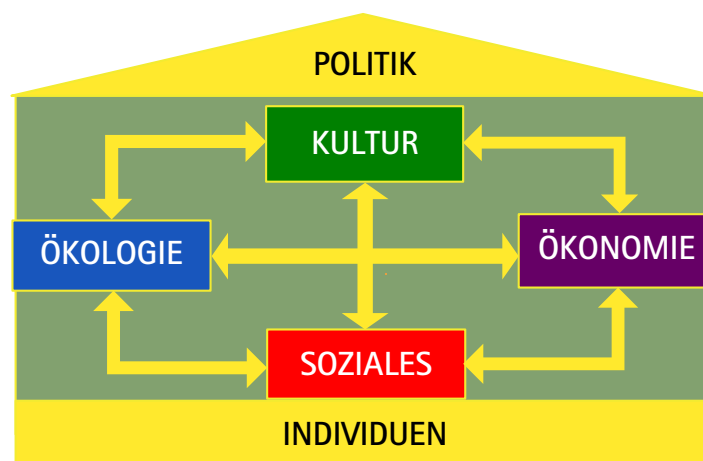 POLITIK
KULTUR
ÖKOLOGIE
ÖKONOMIE
SOZIALES
INDIVIDUEN